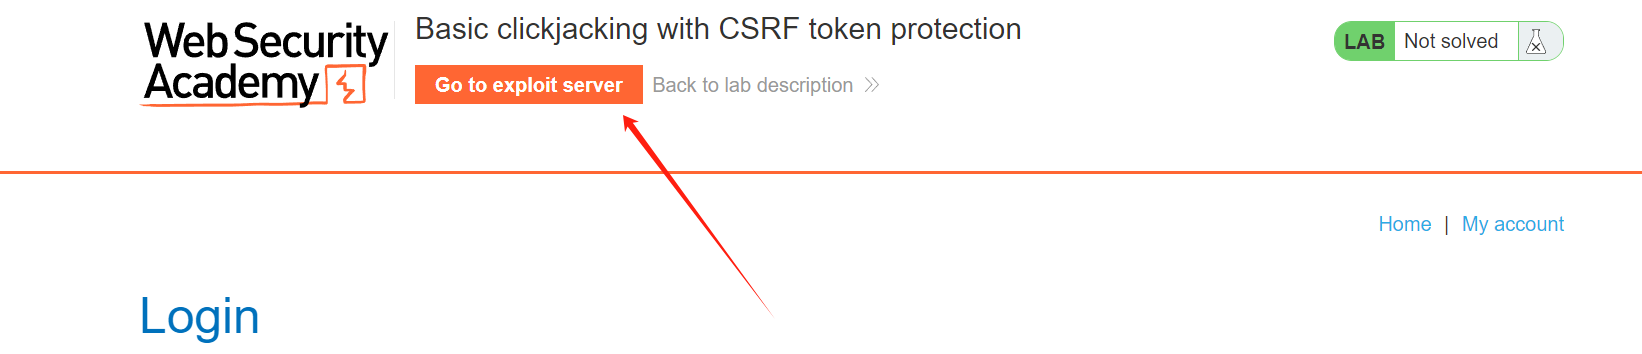 Web Security
Academy
Basic clickjacking with CSRF token protection
Go to exploit server
Back to lab description
LAB
Not solved
Home | My account
Login